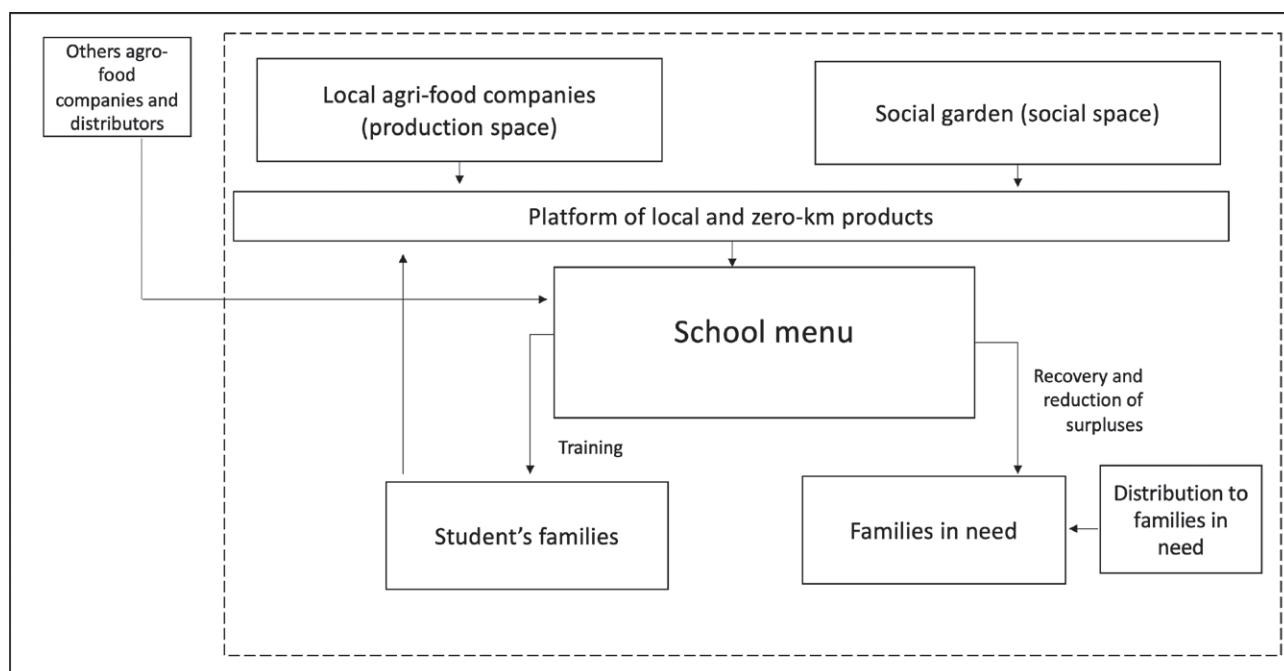 Others agro-
food
companies and
distributors
Local agri-food companies
(production space)
Social garden (social space)
Platform of local and zero-km products
School menu
Recovery and
reduction of
surpluses
Training
Student’s families
Families in need
Distribution to
families in
need